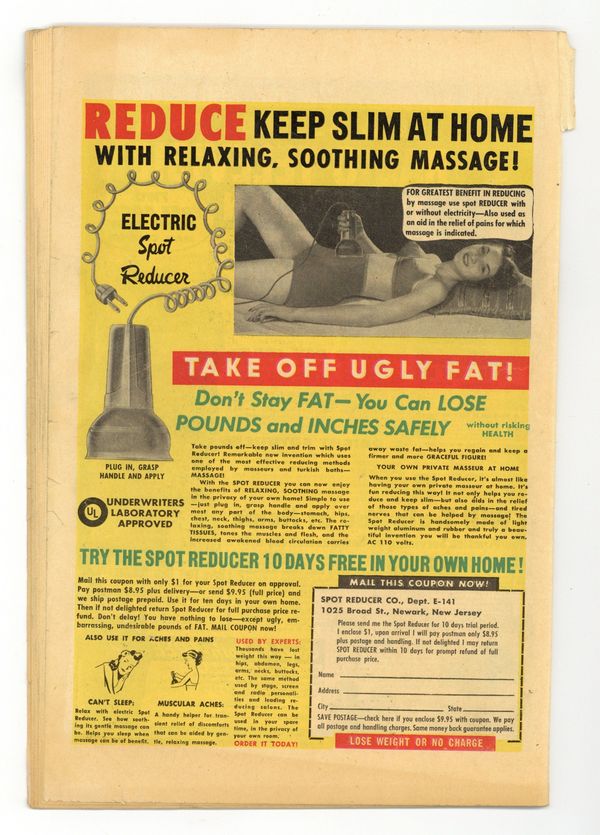 REDUCE KEEP SLIM AT HOME
WITH RELAXING, SOOTHING MASSAGE!
ELECTRIC
Spot
Reducer
FOR GREATEST BENEFIT IN REDUCING
by massage use spot REDUCER with
or without electricity—Also used as
an aid in the relief of pains for which
massage is indicated.
TAKE OFF UGLY FAT!
Don't Stay FAT—You Can LOSE
POUNDS and INCHES SAFELY
without risking
HEALTH
PLUG IN, GRASP
HANDLE AND APPLY
UL
UNDERWRITERS
LABORATORY
APPROVED
Take pounds off—keep slim and trim with Spot
Reducer! Remarkable new invention which uses
one of the most effective reducing methods
employed by masseurs and turkish baths—
MASSAGE!
With the SPOT REDUCER you can now enjoy
the benefits of RELAXING, SOOTHING massage
in the privacy of your own home! Simple to use
—just plug in, grasp handle and apply over
most any part of the body—stomach, hips,
chest, neck, thighs, arms, buttocks, etc. The re-
laxing, soothing massage breaks down FATTY
TISSUES, tones the muscles and flesh, and the
increased awakened blood circulation carries
away waste fat—helps you regain and keep a
firmer and more GRACEFUL FIGURE!
YOUR OWN PRIVATE MASSEUR AT HOME
When you use the Spot Reducer, it's almost like
having your own private masseur at home. It's
fun reducing this way! It not only helps you re-
duce and keep slim—but also aids in the relief
of those types of aches and pains—and tired
nerves that can be helped by massage! The
Spot Reducer is handsomely made of light
weight aluminum and rubber and truly a beau-
tiful invention you will be thankful you own.
AC 110 volts.
TRY THE SPOT REDUCER 10 DAYS FREE IN YOUR OWN HOME!
Mail this coupon with only $1 for your Spot Reducer on approval.
Pay postman $8.95 plus delivery—or send $9.95 (full price) and
we ship postage prepaid. Use it for ten days in your own home.
Then if not delighted return Spot Reducer for full purchase price re-
fund. Don't delay! You have nothing to lose—except ugly, em-
barrassing, undesirable pounds of FAT. MAIL COUPON now!
ALSO USE IT FOR ACHES AND PAINS
CAN'T SLEEP:
Relax with electric Spot
Reducer. See how sooth-
ing its gentle massage can
be. Helps you sleep when
massage can be of benefit.
MUSCULAR ACHES:
A handy helper for tran-
sient relief of discomforts
that can be aided by gen-
tle, relaxing massage.
USED BY EXPERTS:
Thousands have lost
weight this way — in
hips, abdomen, legs,
arms, necks, buttocks,
etc. The same method
used by stage, screen
and radio personali-
ties and leading re-
ducing salons. The
Spot Reducer can be
used in your spare
time, in the privacy of
your own room.
ORDER IT TODAY!
MAIL THIS COUPON NOW!
SPOT REDUCER CO., Dept. E-141
1025 Broad St., Newark, New Jersey
Please send me the Spot Reducer for 10 days trial period.
I enclose $1, upon arrival I will pay postman only $8.95
plus postage and handling. If not delighted I may return
SPOT REDUCER within 10 days for prompt refund of full
purchase price.
Name
Address
City State
SAVE POSTAGE—check here if you enclose $9.95 with coupon. We pay
all postage and handling charges. Same money back guarantee applies.
LOSE WEIGHT OR NO CHARGE